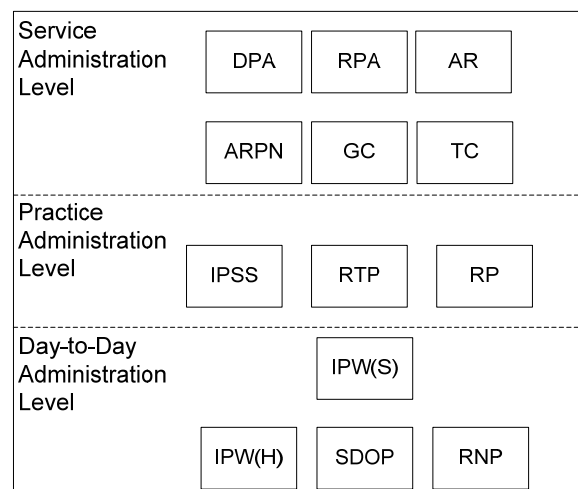 Service
Administration
Level
DPA RPA AR
ARPN GC TC
Practice
Administration
Level
IPSS RTP RP
Day-to-Day
Administration
Level
IPW(S)
IPW(H) SDOP RNP